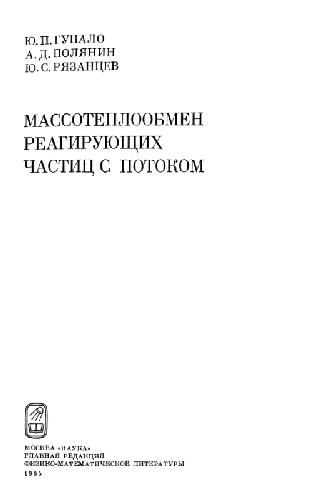 Ю. П. ГУПАЛО
А. Д. ПОЛЯНИН
Ю. С. РЯЗАНЦЕВ
МАССОТЕПЛООБМЕН
РЕАГИРУЮЩИХ
ЧАСТИЦ С ПОТОКОМ
МОСКВА «НАУКА»
ГЛАВНАЯ РЕДАКЦИЯ
ФИЗИКО-МАТЕМАТИЧЕСКОЙ ЛИТЕРАТУРЫ
1985